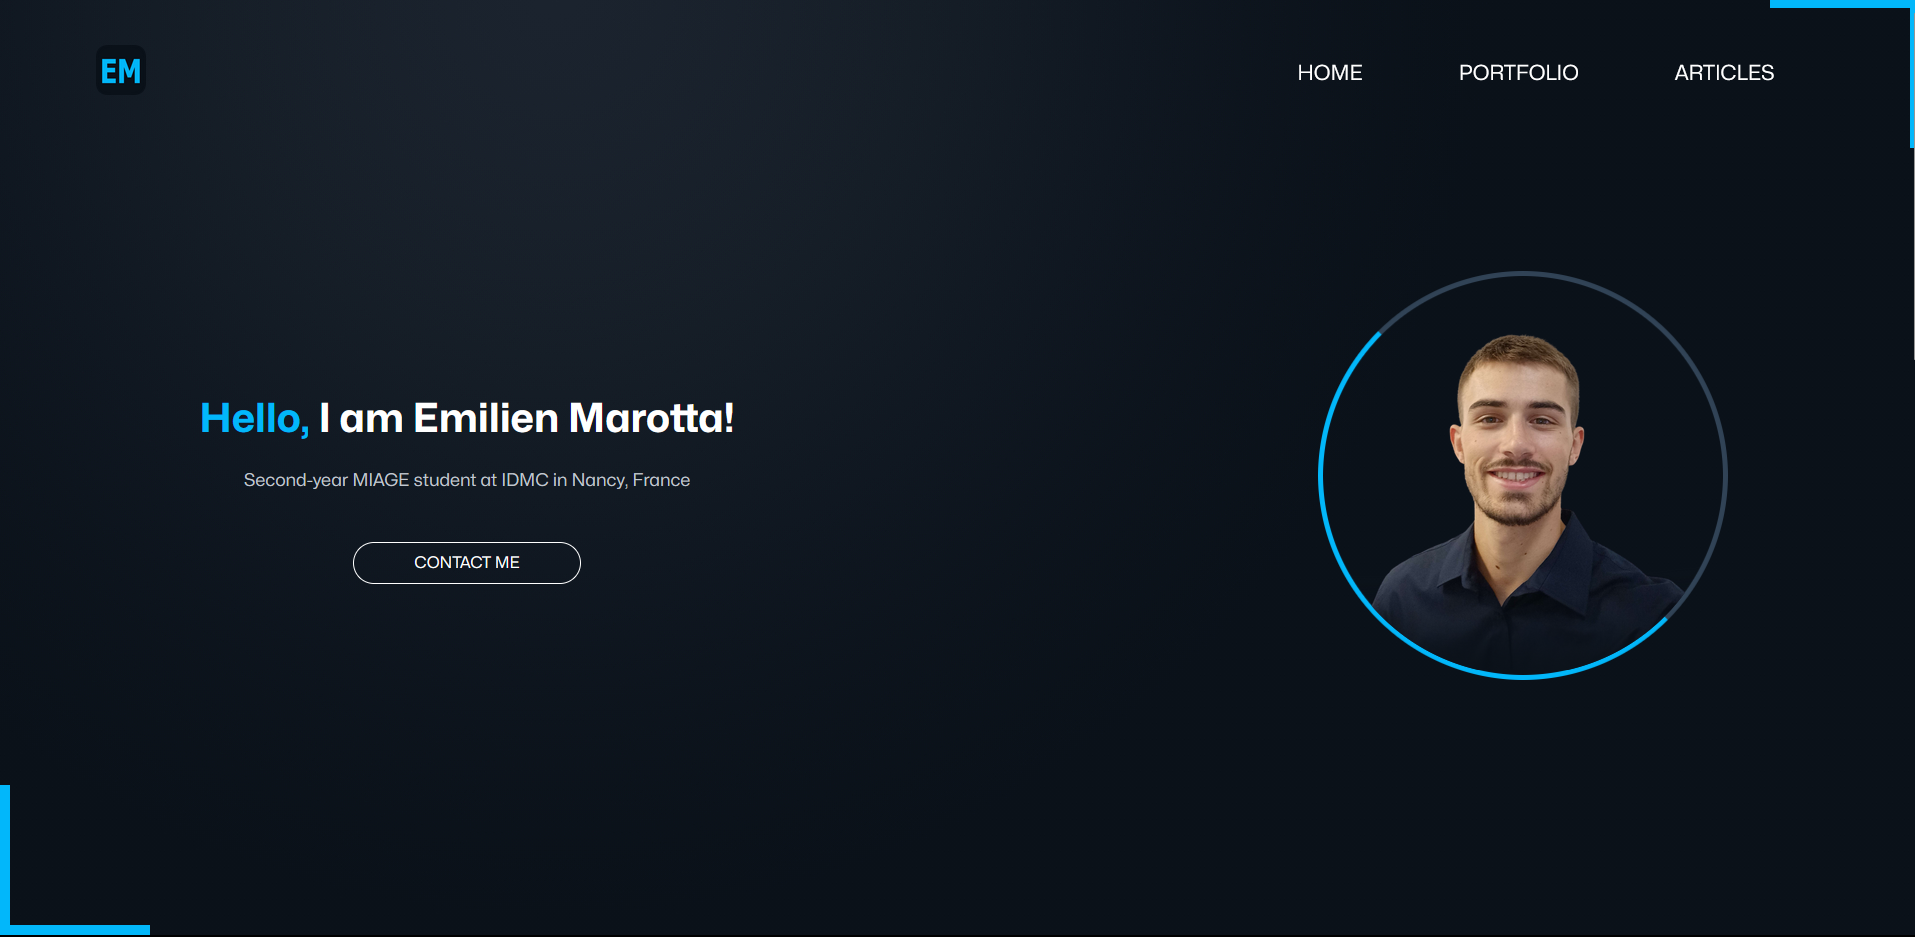 EM
HOME PORTFOLIO ARTICLES
Hello, I am Emilien Marotta!
Second-year MIAGE student at IDMC in Nancy, France
CONTACT ME